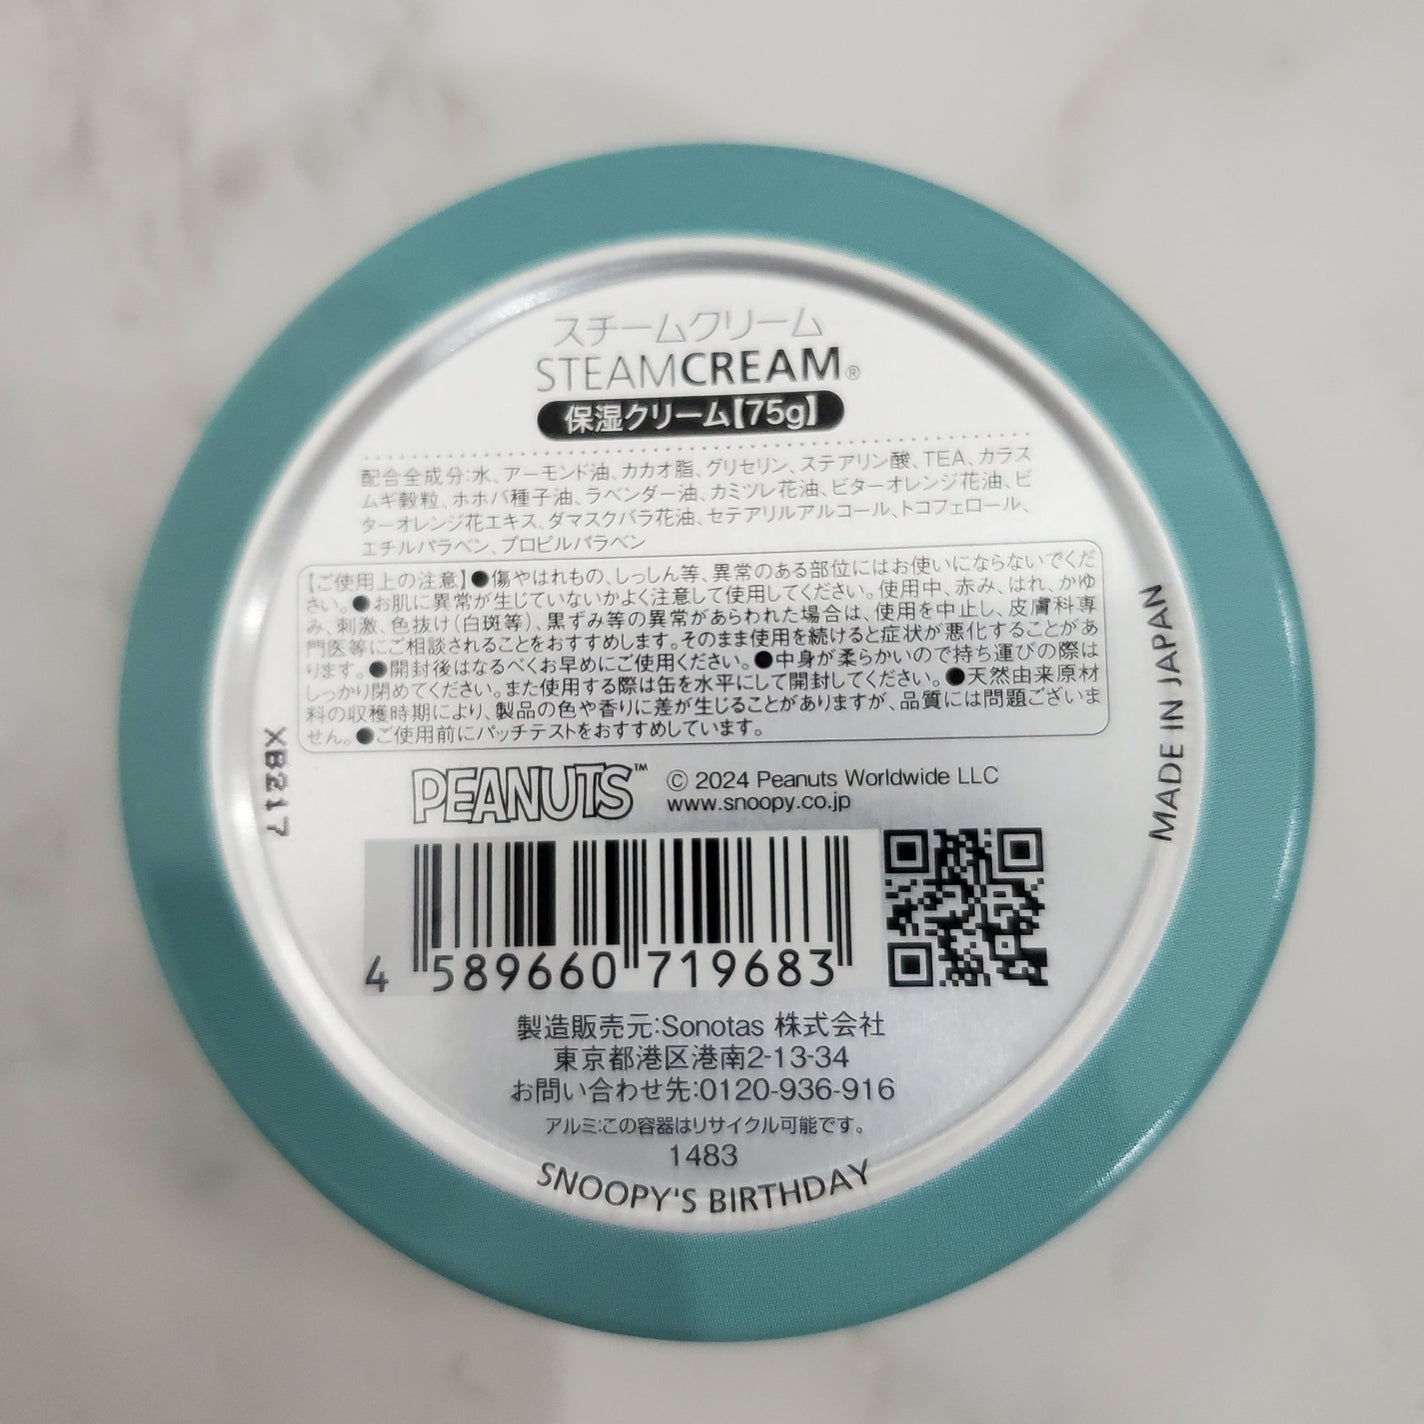 スチームクリーム
STEAMCREAM®
保湿クリーム【75g】
配合全成分:水、アーモンド油、カカオ脂、グリセリン、ステアリン酸、TEA、カラス
ムギ穀粒、ホホバ種子油、ラベンダー油、カミツレ花油、ビターオレンジ花油、ビ
ターオレンジ花エキス、ダマスクバラ花油、セテアリルアルコール、トコフェロール、
エチルパラベン、プロピルパラベン
【ご使用上の注意】●傷やはれもの、しっしん等、異常のある部位にはお使いにならないでくだ
さい。●お肌に異常が生じていないかよく注意して使用してください。使用中、赤み、はれ、かゆ
み、刺激、色抜け(白斑等)、黒ずみ等の異常があらわれた場合は、使用を中止し、皮膚科専
門医等にご相談されることをおすすめします。そのまま使用を続けると症状が悪化することがあ
ります。●開封後はなるべくお早めにご使用ください。●中身が柔らかいので持ち運びの際は
しっかり閉めてください。また使用する際は缶を水平にして開封してください。●天然由来原材
料の収穫時期により、製品の色や香りに差が生じることがありますが、品質には問題ございま
せん。●ご使用前にパッチテストをおすすめしています。
XB217
MADE IN JAPAN
PEANUTS™ © 2024 Peanuts Worldwide LLC
www.snoopy.co.jp
4 589660 719683
製造販売元:Sonotas 株式会社
東京都港区港南2-13-34
お問い合わせ先:0120-936-916
アルミ:この容器はリサイクル可能です。
1483
SNOOPY'S BIRTHDAY